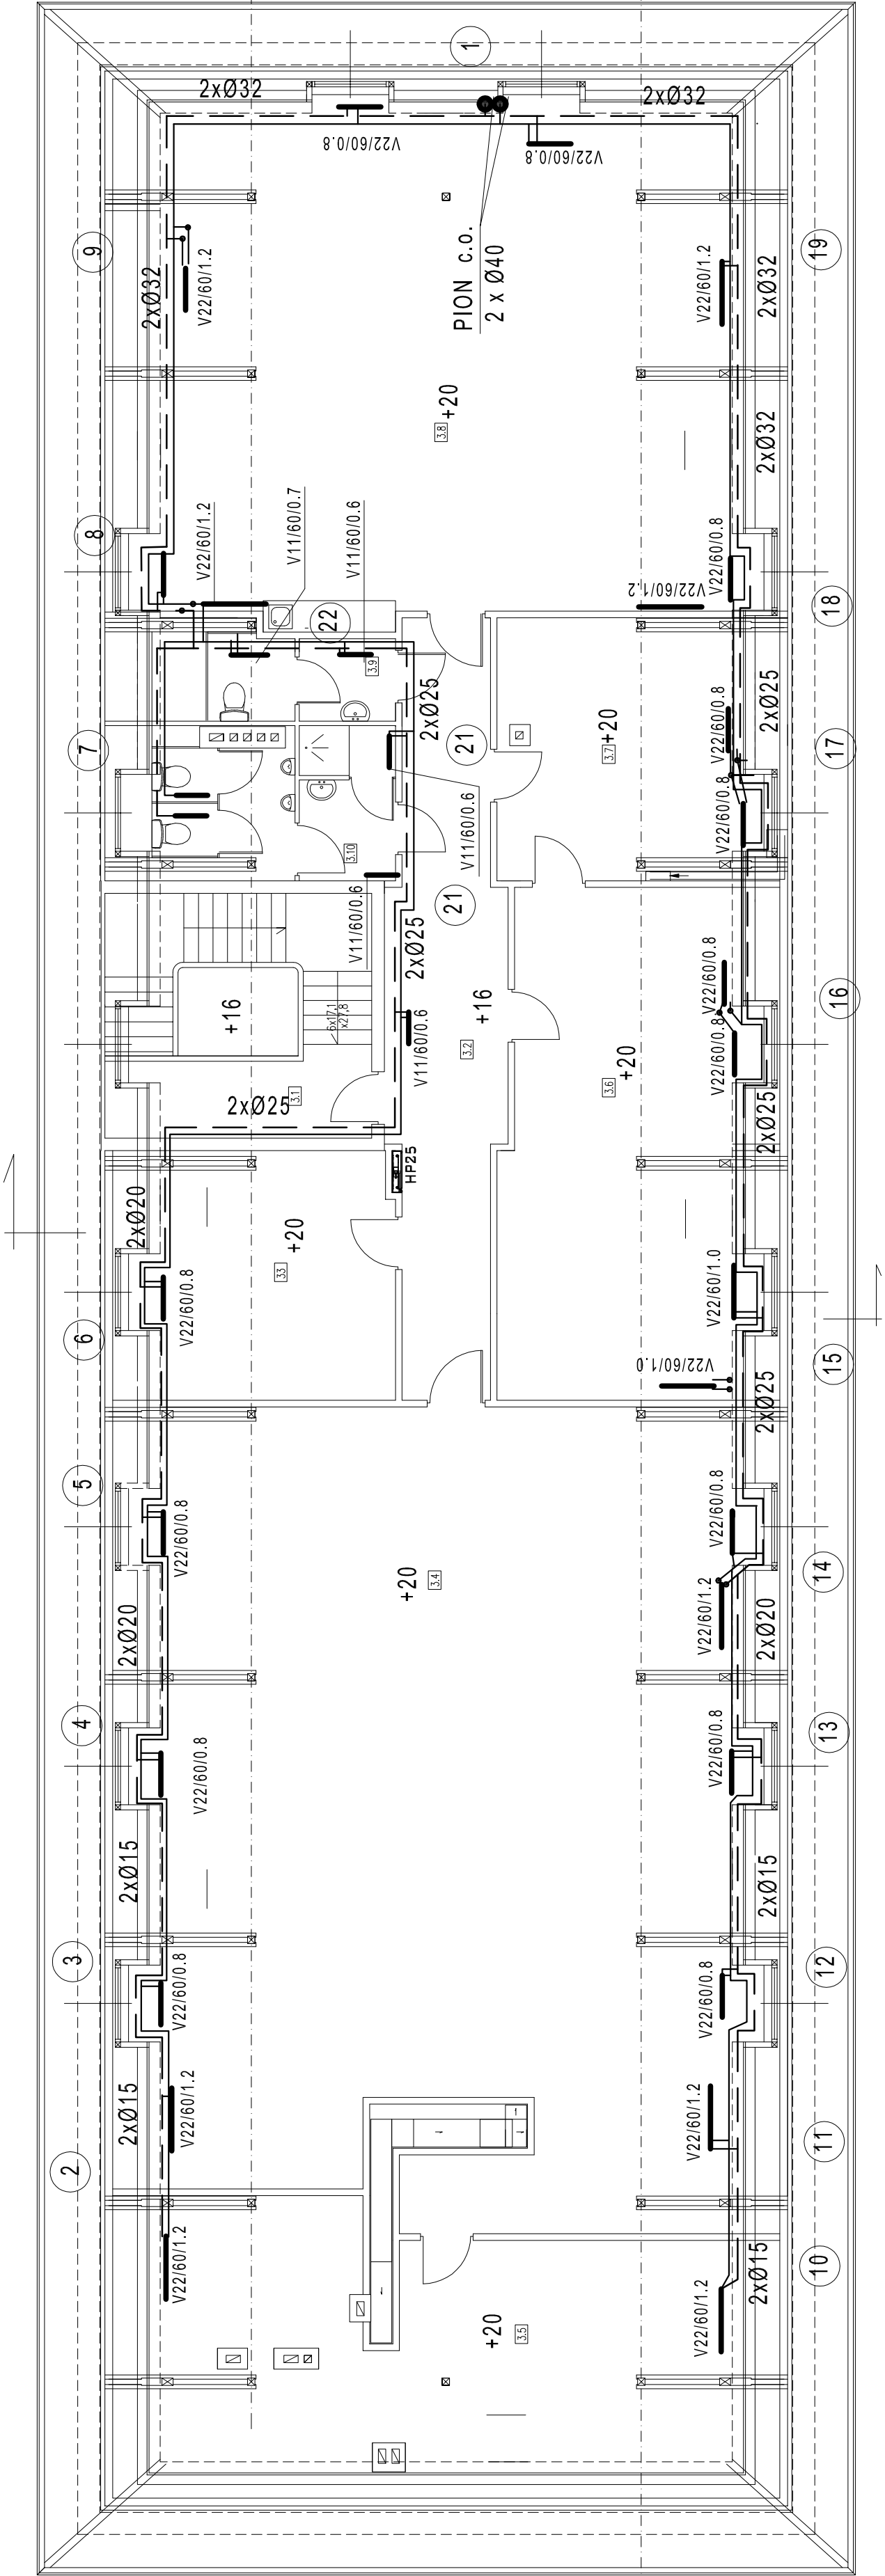 1
2xØ32
2xØ32
V22/60/0.8
V22/60/0.8
9
19
PION c.o.
2 x Ø40
V22/60/1.2
2xØ32
V22/60/1.2
2xØ32
+20
3.8
2xØ32
8
V22/60/1.2
V11/60/0.7
V11/60/0.6
V22/60/1.2
V22/60/0.8
18
22
3.9
2xØ25
7
21
+20
3.7
V22/60/0.8
2xØ25
17
V22/60/0.8
3.10
V11/60/0.6
V11/60/0.6
21
2xØ25
+16
6x17,1
x27,8
V11/60/0.6
+16
3.2
V22/60/0.8
V22/60/0.8
16
+20
3.6
2xØ25
3.1
2xØ25
HP25
2xØ20
+20
3.3
V22/60/0.8
6
V22/60/1.0
V22/60/1.0
15
2xØ25
5
V22/60/0.8
V22/60/0.8
+20
3.4
14
V22/60/1.2
2xØ20
2xØ20
4
V22/60/0.8
V22/60/0.8
13
2xØ15
2xØ15
3
V22/60/0.8
V22/60/0.8
12
2xØ15
V22/60/1.2
V22/60/1.2
11
2
V22/60/1.2
V22/60/1.2
2xØ15
10
+20
3.5